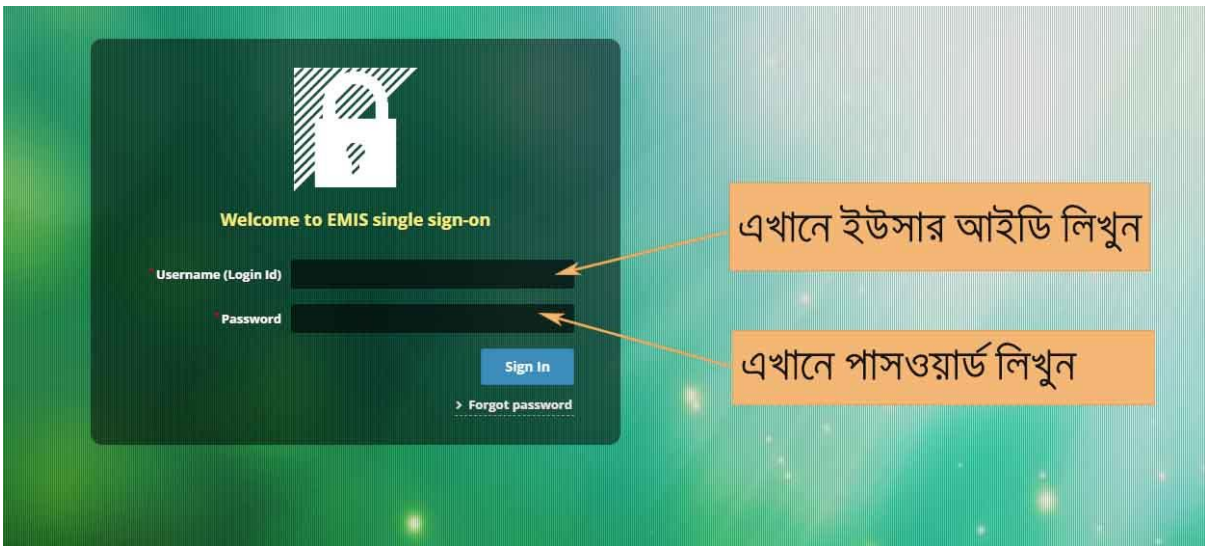 Welcome to EMIS single sign-on
এখানে ইউসার আইডি লিখুন
* Username (Login Id)
* Password
এখানে পাসওয়ার্ড লিখুন
Sign In
> Forgot password